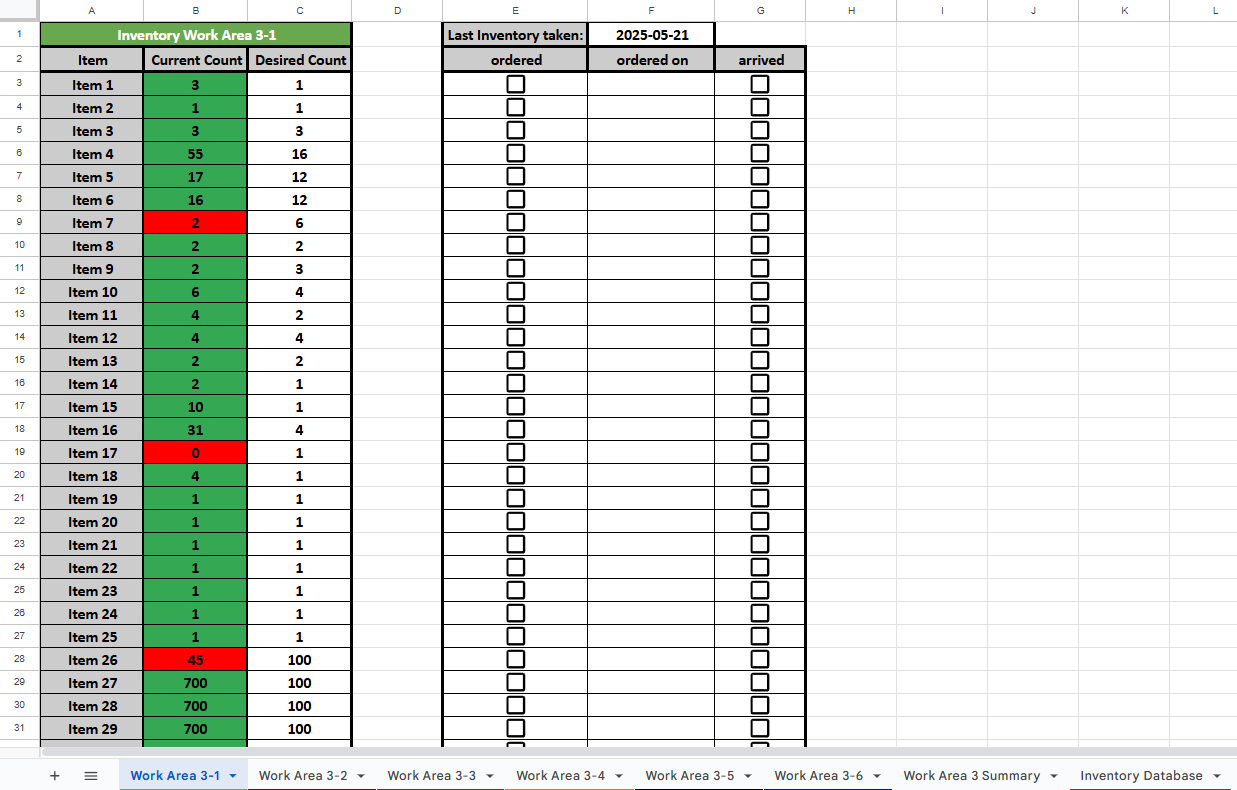 A B C D E F G H I J K L
1 Inventory Work Area 3-1 Last Inventory taken: 2025-05-21
2 Item Current Count Desired Count ordered ordered on arrived
3 Item 1 3 1
4 Item 2 1 1
5 Item 3 3 3
6 Item 4 55 16
7 Item 5 17 12
8 Item 6 16 12
9 Item 7 2 6
10 Item 8 2 2
11 Item 9 2 3
12 Item 10 6 4
13 Item 11 4 2
14 Item 12 4 4
15 Item 13 2 2
16 Item 14 2 1
17 Item 15 10 1
18 Item 16 31 4
19 Item 17 0 1
20 Item 18 4 1
21 Item 19 1 1
22 Item 20 1 1
23 Item 21 1 1
24 Item 22 1 1
25 Item 23 1 1
26 Item 24 1 1
27 Item 25 1 1
28 Item 26 45 100
29 Item 27 700 100
30 Item 28 700 100
31 Item 29 700 100
Work Area 3-1 Work Area 3-2 Work Area 3-3 Work Area 3-4 Work Area 3-5 Work Area 3-6 Work Area 3 Summary Inventory Database